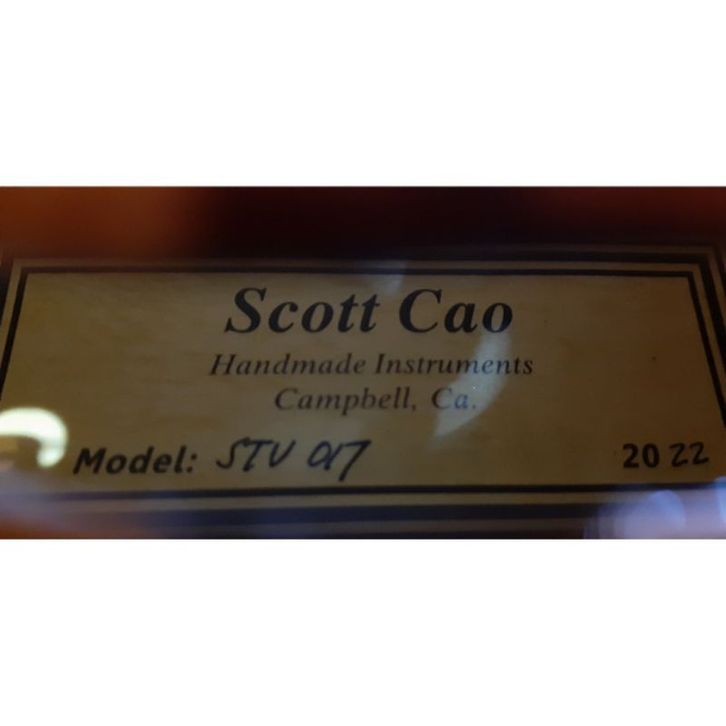 Scott Cao
Handmade Instruments
Campbell, Ca.
Model: STV 017 2022